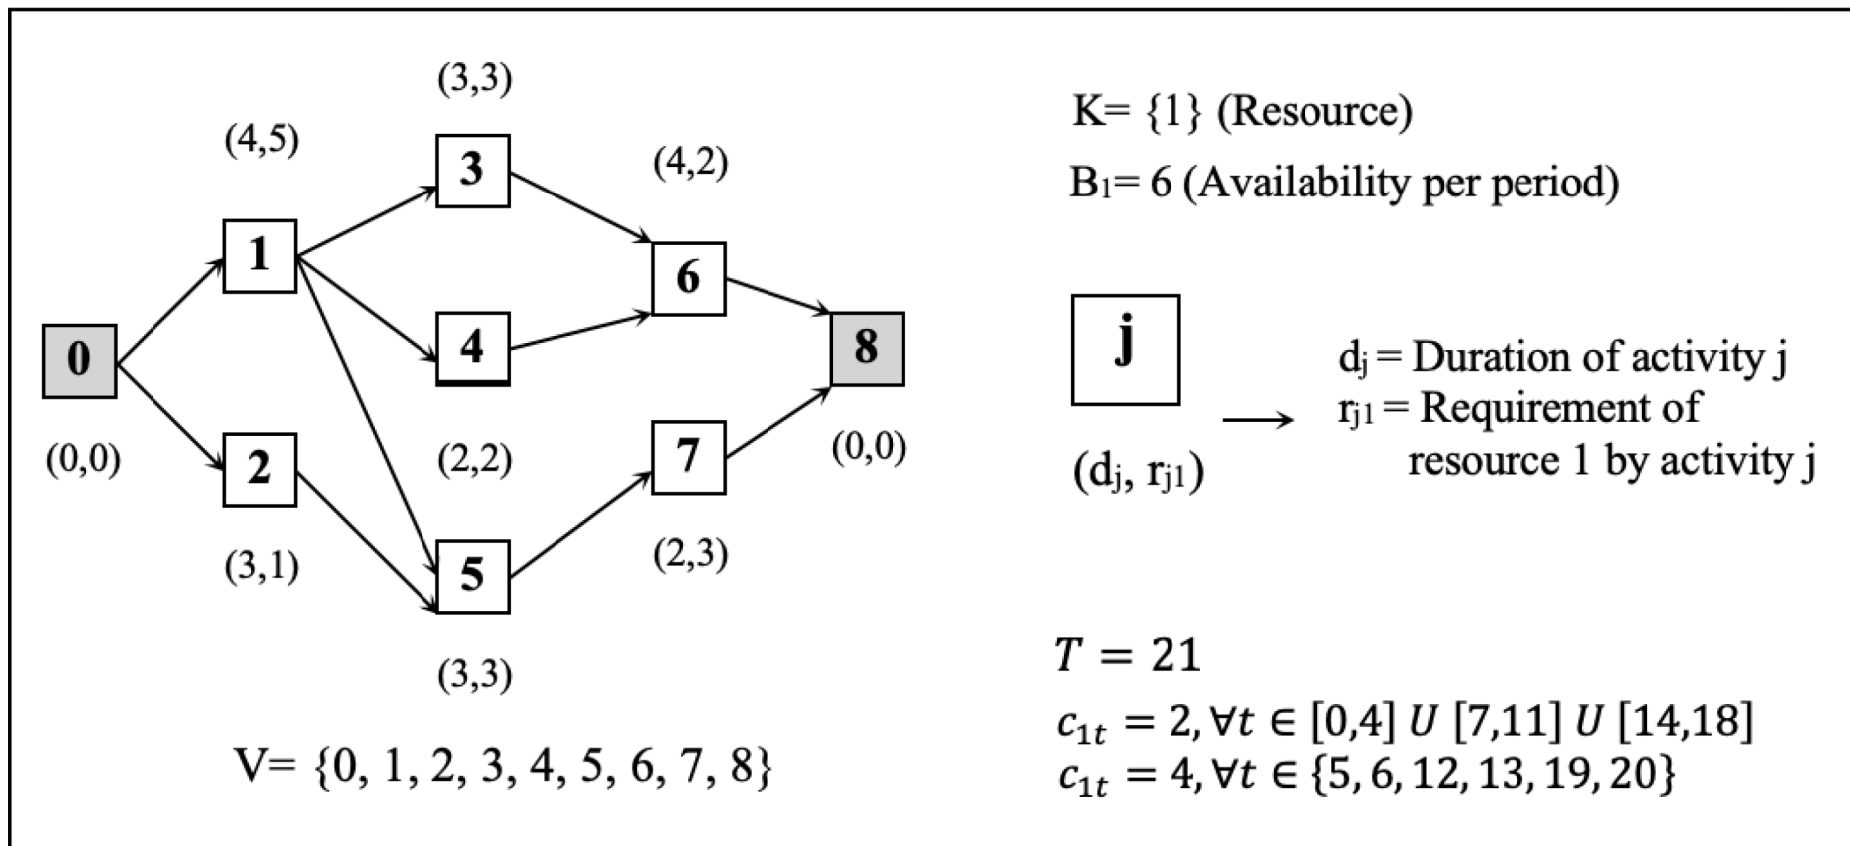 (3,3)
(4,5)
3
(4,2)
1
6
4
0
8
(0,0)
2
(2,2)
7
(0,0)
(3,1)
5
(2,3)
(3,3)
V= {0, 1, 2, 3, 4, 5, 6, 7, 8}
K= {1} (Resource)
B₁= 6 (Availability per period)
j
(dⱼ, rⱼ₁)
dⱼ = Duration of activity j
rⱼ₁ = Requirement of
resource 1 by activity j
T = 21
c₁ₜ = 2, ∀t ∈ [0,4] U [7,11] U [14,18]
c₁ₜ = 4, ∀t ∈ {5, 6, 12, 13, 19, 20}